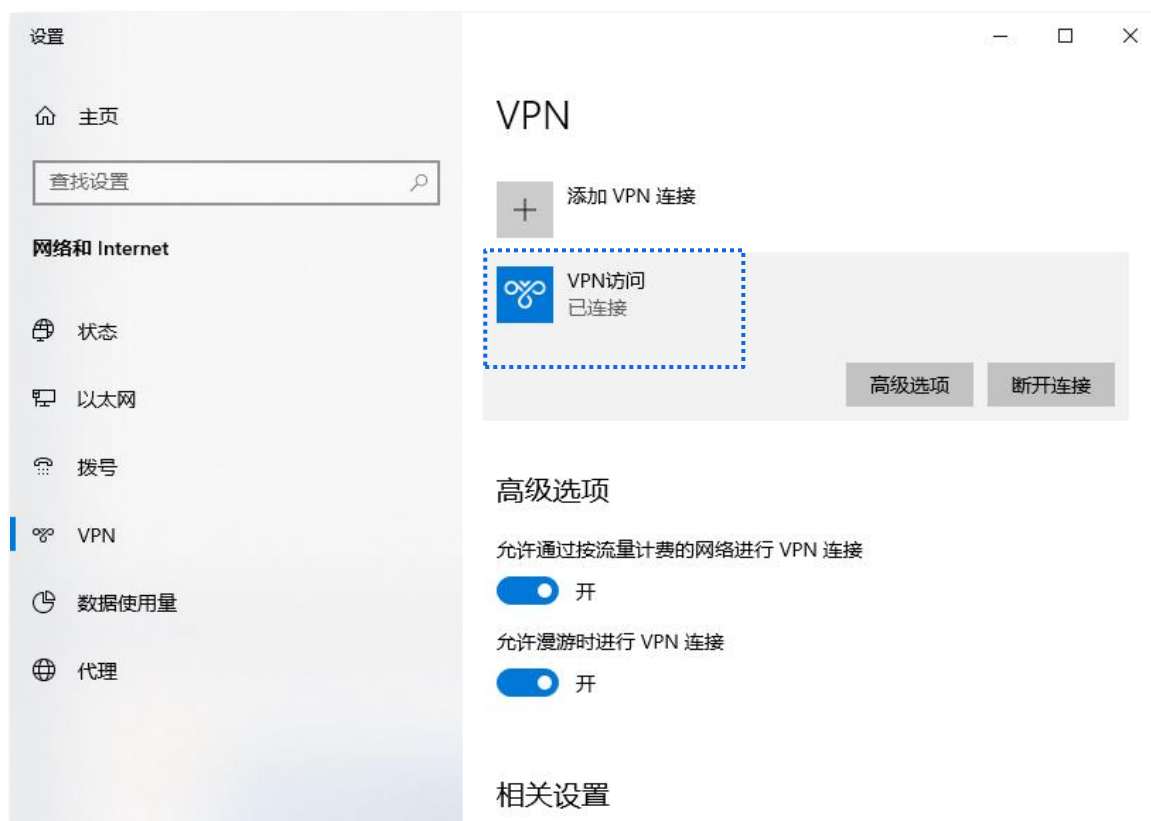 设置
主页
查找设置
网络和 Internet
状态
以太网
拨号
VPN
数据使用量
代理
VPN
添加 VPN 连接
VPN访问
已连接
高级选项
断开连接
高级选项
允许通过按流量计费的网络进行 VPN 连接
开
允许漫游时进行 VPN 连接
开
相关设置